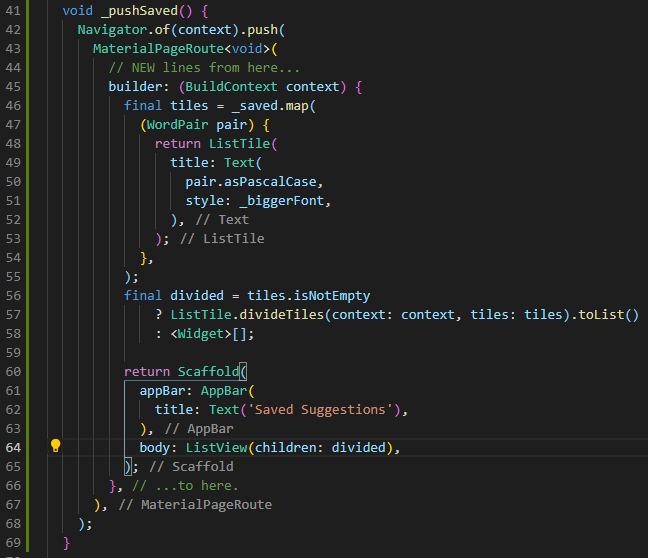 41 void _pushSaved() {
42 Navigator.of(context).push(
43 MaterialPageRoute<void>(
44 // NEW lines from here...
45 builder: (BuildContext context) {
46 final tiles = _saved.map(
47 (WordPair pair) {
48 return ListTile(
49 title: Text(
50 pair.asPascalCase,
51 style: _biggerFont,
52 ), // Text
53 ); // ListTile
54 },
55 );
56 final divided = tiles.isNotEmpty
57 ? ListTile.divideTiles(context: context, tiles: tiles).toList()
58 : <Widget>[];
59
60 return Scaffold(
61 appBar: AppBar(
62 title: Text('Saved Suggestions'),
63 ), // AppBar
64 body: ListView(children: divided),
65 ); // Scaffold
66 }, // ...to here.
67 ), // MaterialPageRoute
68 );
69 }